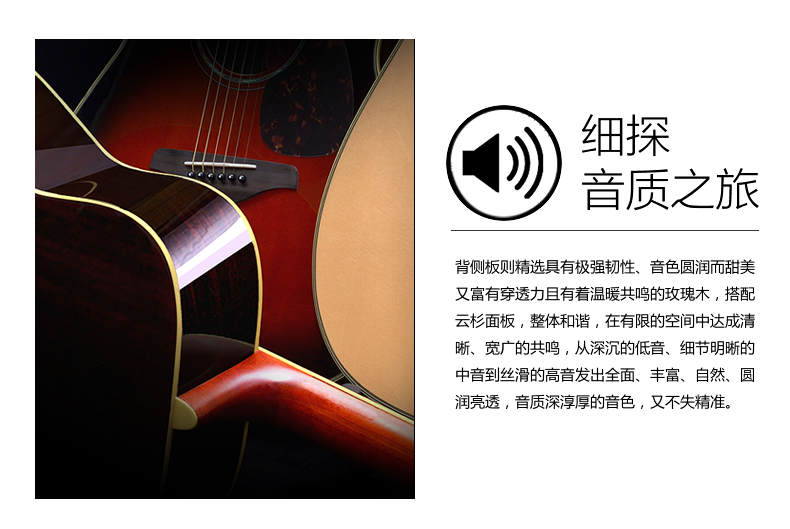 细探
音质之旅
背侧板则精选具有极强韧性、音色圆润而甜美
又富有穿透力且有着温暖共鸣的玫瑰木，搭配
云杉面板，整体和谐，在有限的空间中达成清
晰、宽广的共鸣，从深沉的低音、细节明晰的
中音到丝滑的高音发出全面、丰富、自然、圆
润亮透，音质深淳厚的音色，又不失精准。